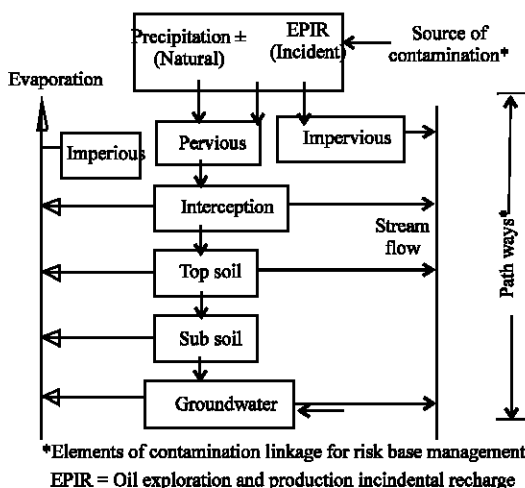 Precipitation ±
(Natural)
EPIR
(Incident)
Source of
contamination*
Evaporation
Imperious
Pervious
Impervious
Interception
Stream
flow
Top soil
Path ways*
Sub soil
Groundwater
*Elements of contamination linkage for risk base management
EPIR = Oil exploration and production incindental recharge